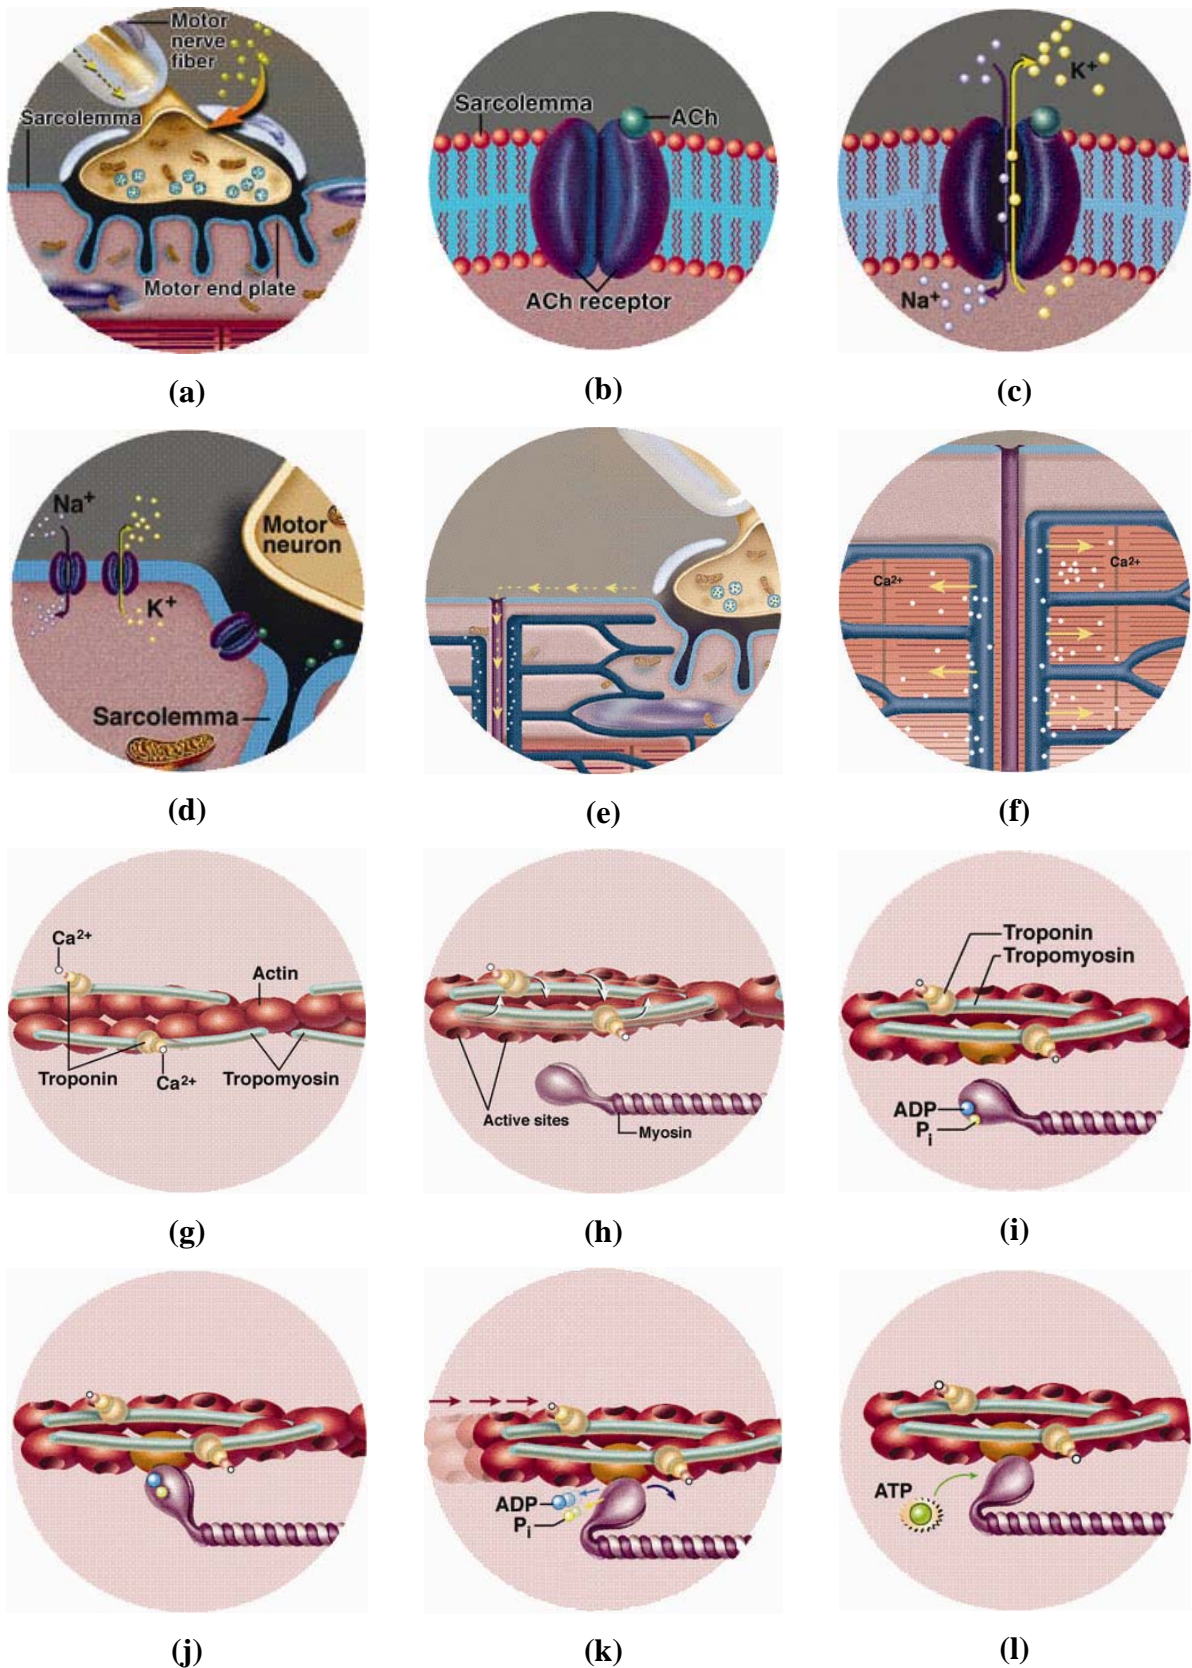 Motor
nerve
fiber
Sarcolemma
Motor end plate
(a)
Sarcolemma
ACh
ACh receptor
(b)
K+
Na+
(c)
Na+
Motor
neuron
K+
Sarcolemma
(d)
(e)
Ca2+
Ca2+
(f)
Ca2+
Actin
Troponin
Ca2+
Tropomyosin
(g)
Active sites
Myosin
(h)
Troponin
Tropomyosin
ADP
Pi
(i)
(j)
ADP
Pi
(k)
ATP
(l)